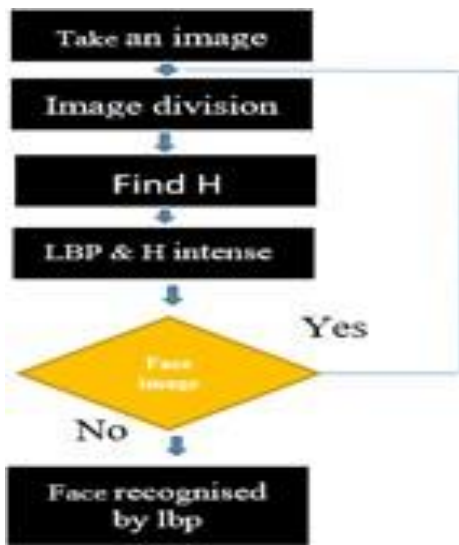 Take an image
Image division
Find H
LBP & H intense
Yes
Face
image
No
Face recognised
by lbp